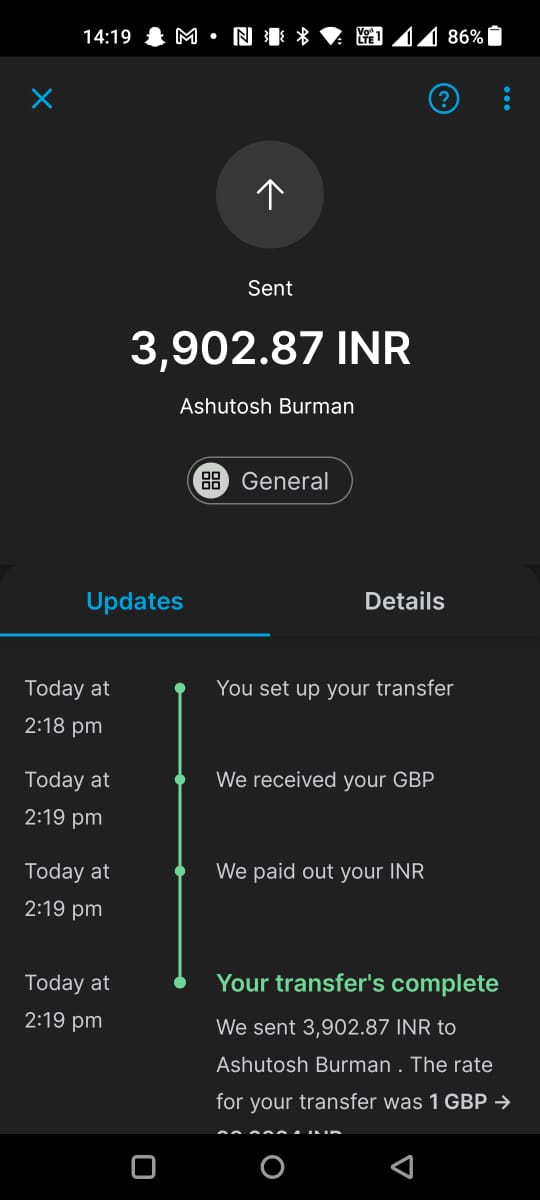 14:19
VoLTE1
86%
Sent
3,902.87 INR
Ashutosh Burman
General
Updates
Details
Today at
2:18 pm
You set up your transfer
Today at
2:19 pm
We received your GBP
Today at
2:19 pm
We paid out your INR
Today at
2:19 pm
Your transfer's complete
We sent 3,902.87 INR to
Ashutosh Burman . The rate
for your transfer was 1 GBP →
INR